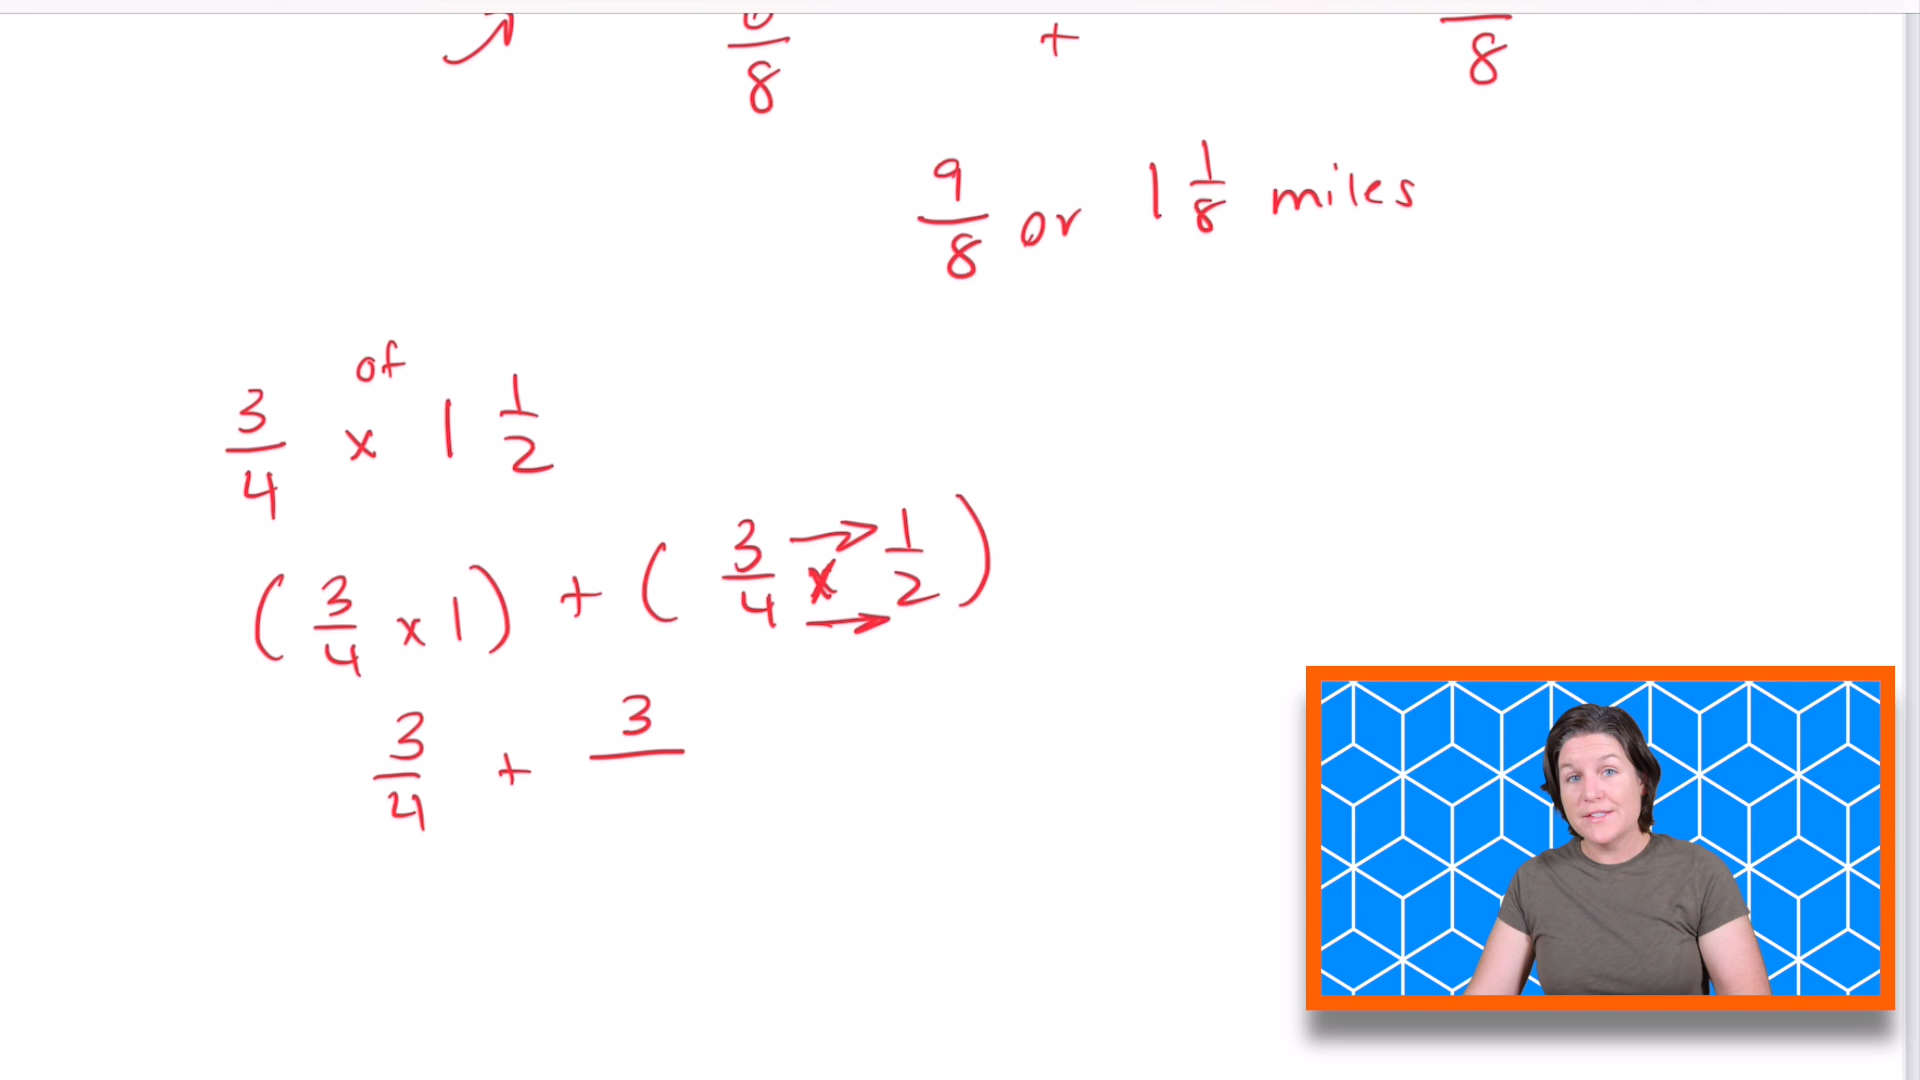 6/8 + /8
9/8 or 1 1/8 miles
of
3/4 x 1 1/2
( 3/4 x 1 ) + ( 3/4 x 1/2 )
3/4 + 3/